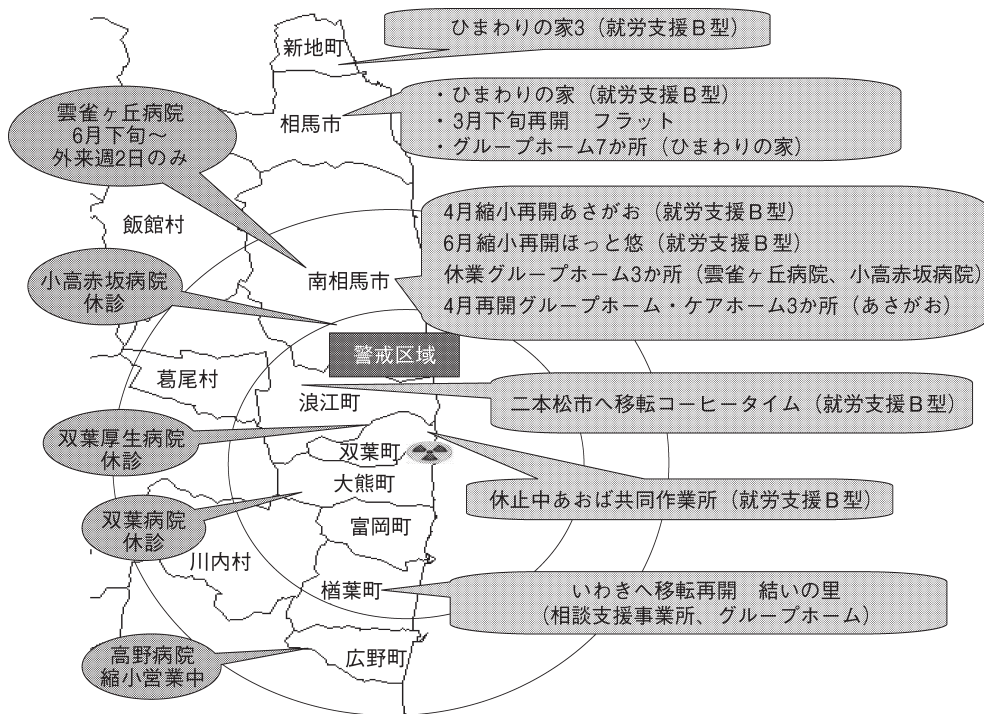 ひまわりの家3(就労支援B型)
新地町
・ひまわりの家(就労支援B型)
・3月下旬再開 フラット
・グループホーム7か所(ひまわりの家)
相馬市
雲雀ヶ丘病院
6月下旬～
外来週2日のみ
飯館村
4月縮小再開あさがお(就労支援B型)
6月縮小再開ほっと悠(就労支援B型)
休業グループホーム3か所(雲雀ヶ丘病院、小高赤坂病院)
4月再開グループホーム・ケアホーム3か所(あさがお)
南相馬市
小高赤坂病院
休診
警戒区域
葛尾村
浪江町
二本松市へ移転コーヒータイム(就労支援B型)
双葉厚生病院
休診
双葉町
大熊町
休止中あおば共同作業所(就労支援B型)
双葉病院
休診
富岡町
川内村
楢葉町
いわきへ移転再開 結いの里
(相談支援事業所、グループホーム)
高野病院
縮小営業中
広野町